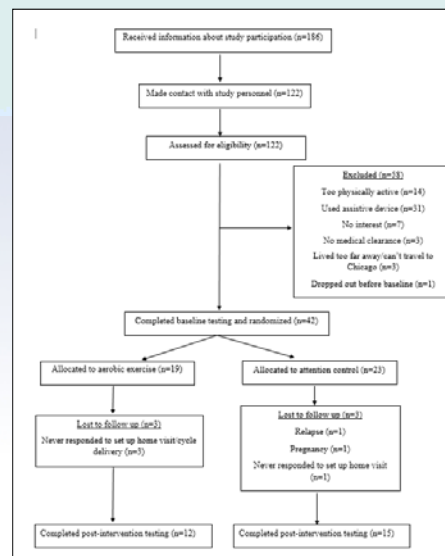 Received information about study participation (n=186)
Made contact with study personnel (n=122)
Assessed for eligibility (n=122)
Excluded (n=58)
Too physically active (n=14)
Used assistive device (n=31)
No interest (n=7)
No medical clearance (n=3)
Lived too far away/can't travel to
Chicago (n=3)
Dropped out before baseline (n=1)
Completed baseline testing and randomized (n=42)
Allocated to aerobic exercise (n=19)
Allocated to attention control (n=23)
Lost to follow up (n=3)
Never responded to set up home visit/cycle
delivery (n=3)
Lost to follow up (n=3)
Relapse (n=1)
Pregnancy (n=1)
Never responded to set up home visit
(n=1)
Completed post-intervention testing (n=12)
Completed post-intervention testing (n=15)